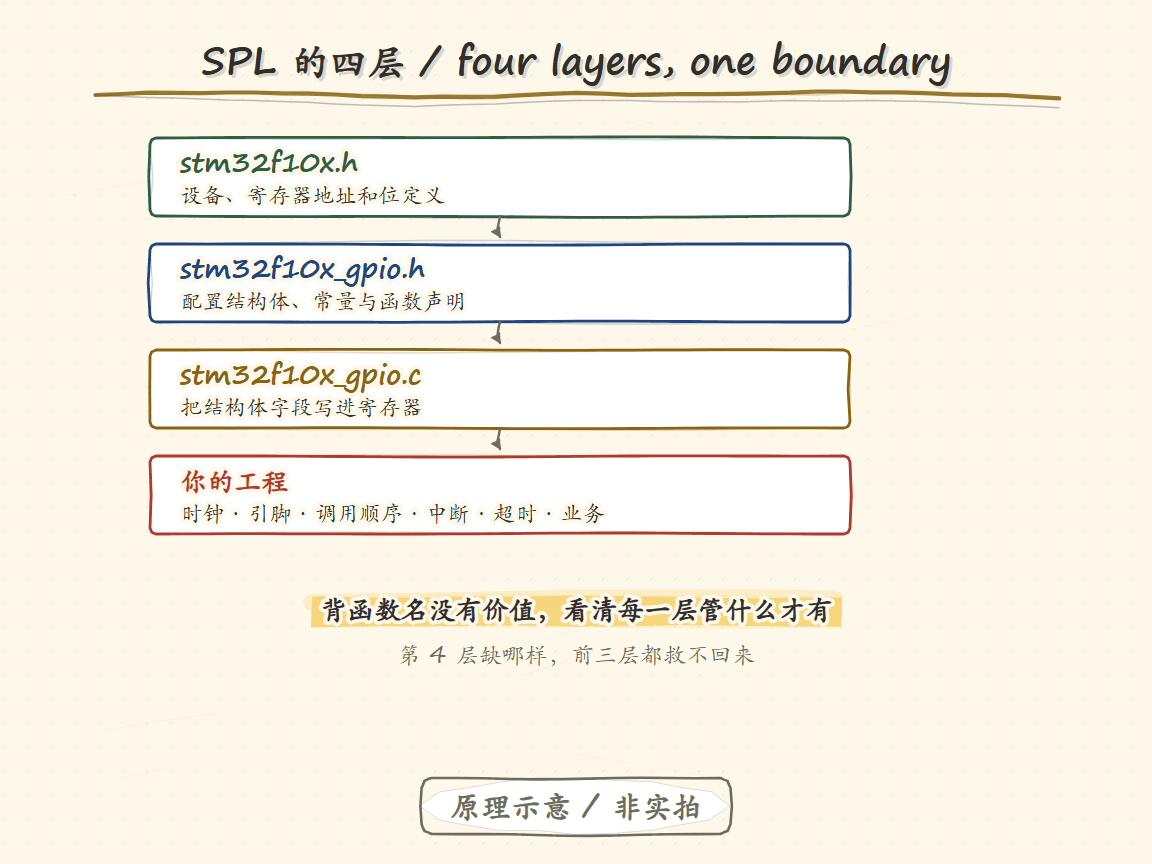 SPL 的四层 / four layers, one boundary
stm32f10x.h
设备、寄存器地址和位定义
stm32f10x_gpio.h
配置结构体、常量与函数声明
stm32f10x_gpio.c
把结构体字段写进寄存器
你的工程
时钟 · 引脚 · 调用顺序 · 中断 · 超时 · 业务
背函数名没有价值，看清每一层管什么才有
第 4 层缺哪样，前三层都救不回来
原理示意 / 非实拍